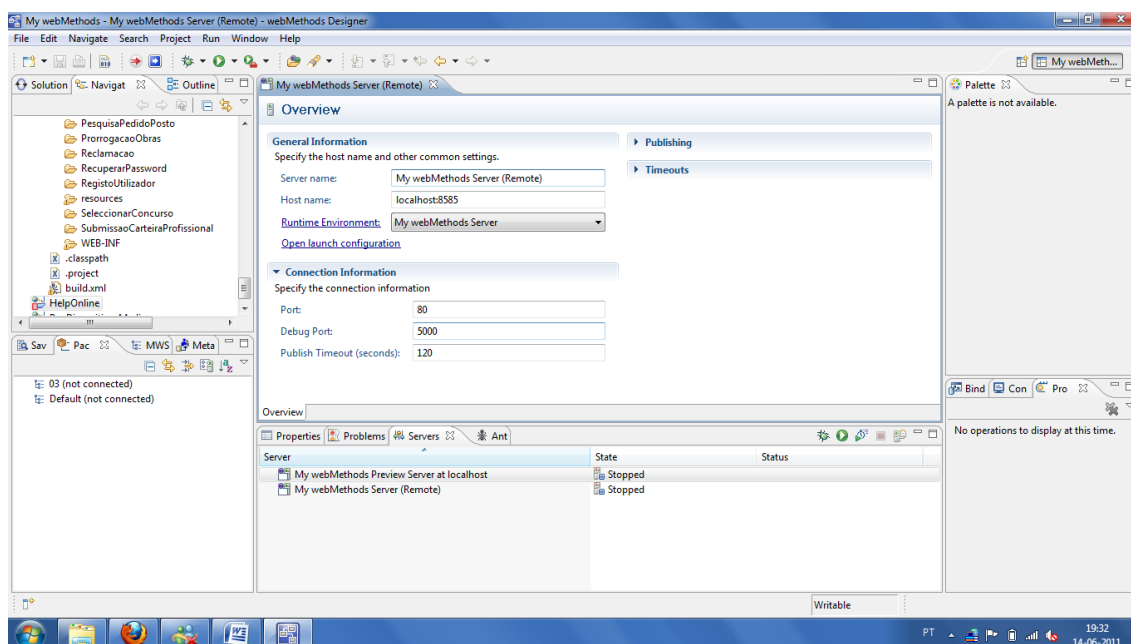 My webMethods - My webMethods Server (Remote) - webMethods Designer
File Edit Navigate Search Project Run Window Help
My webMeth...
Solution Navigat Outline
PesquisaPedidoPosto
ProrrogacaoObras
Reclamacao
RecuperarPassword
RegistoUtilizador
resources
SeleccionarConcurso
SubmissaoCarteiraProfissional
WEB-INF
.classpath
.project
build.xml
HelpOnline
Sav Pac MWS Meta
03 (not connected)
Default (not connected)
My webMethods Server (Remote)
Overview
General Information
Specify the host name and other common settings.
Server name: My webMethods Server (Remote)
Host name: localhost:8585
Runtime Environment: My webMethods Server
Open launch configuration
Connection Information
Specify the connection information
Port: 80
Debug Port: 5000
Publish Timeout (seconds): 120
Publishing
Timeouts
Overview
Properties Problems Servers Ant
Server State Status
My webMethods Preview Server at localhost Stopped
My webMethods Server (Remote) Stopped
Palette
A palette is not available.
Bind Con Pro
No operations to display at this time.
Writable
PT 19:32
14-06-2011